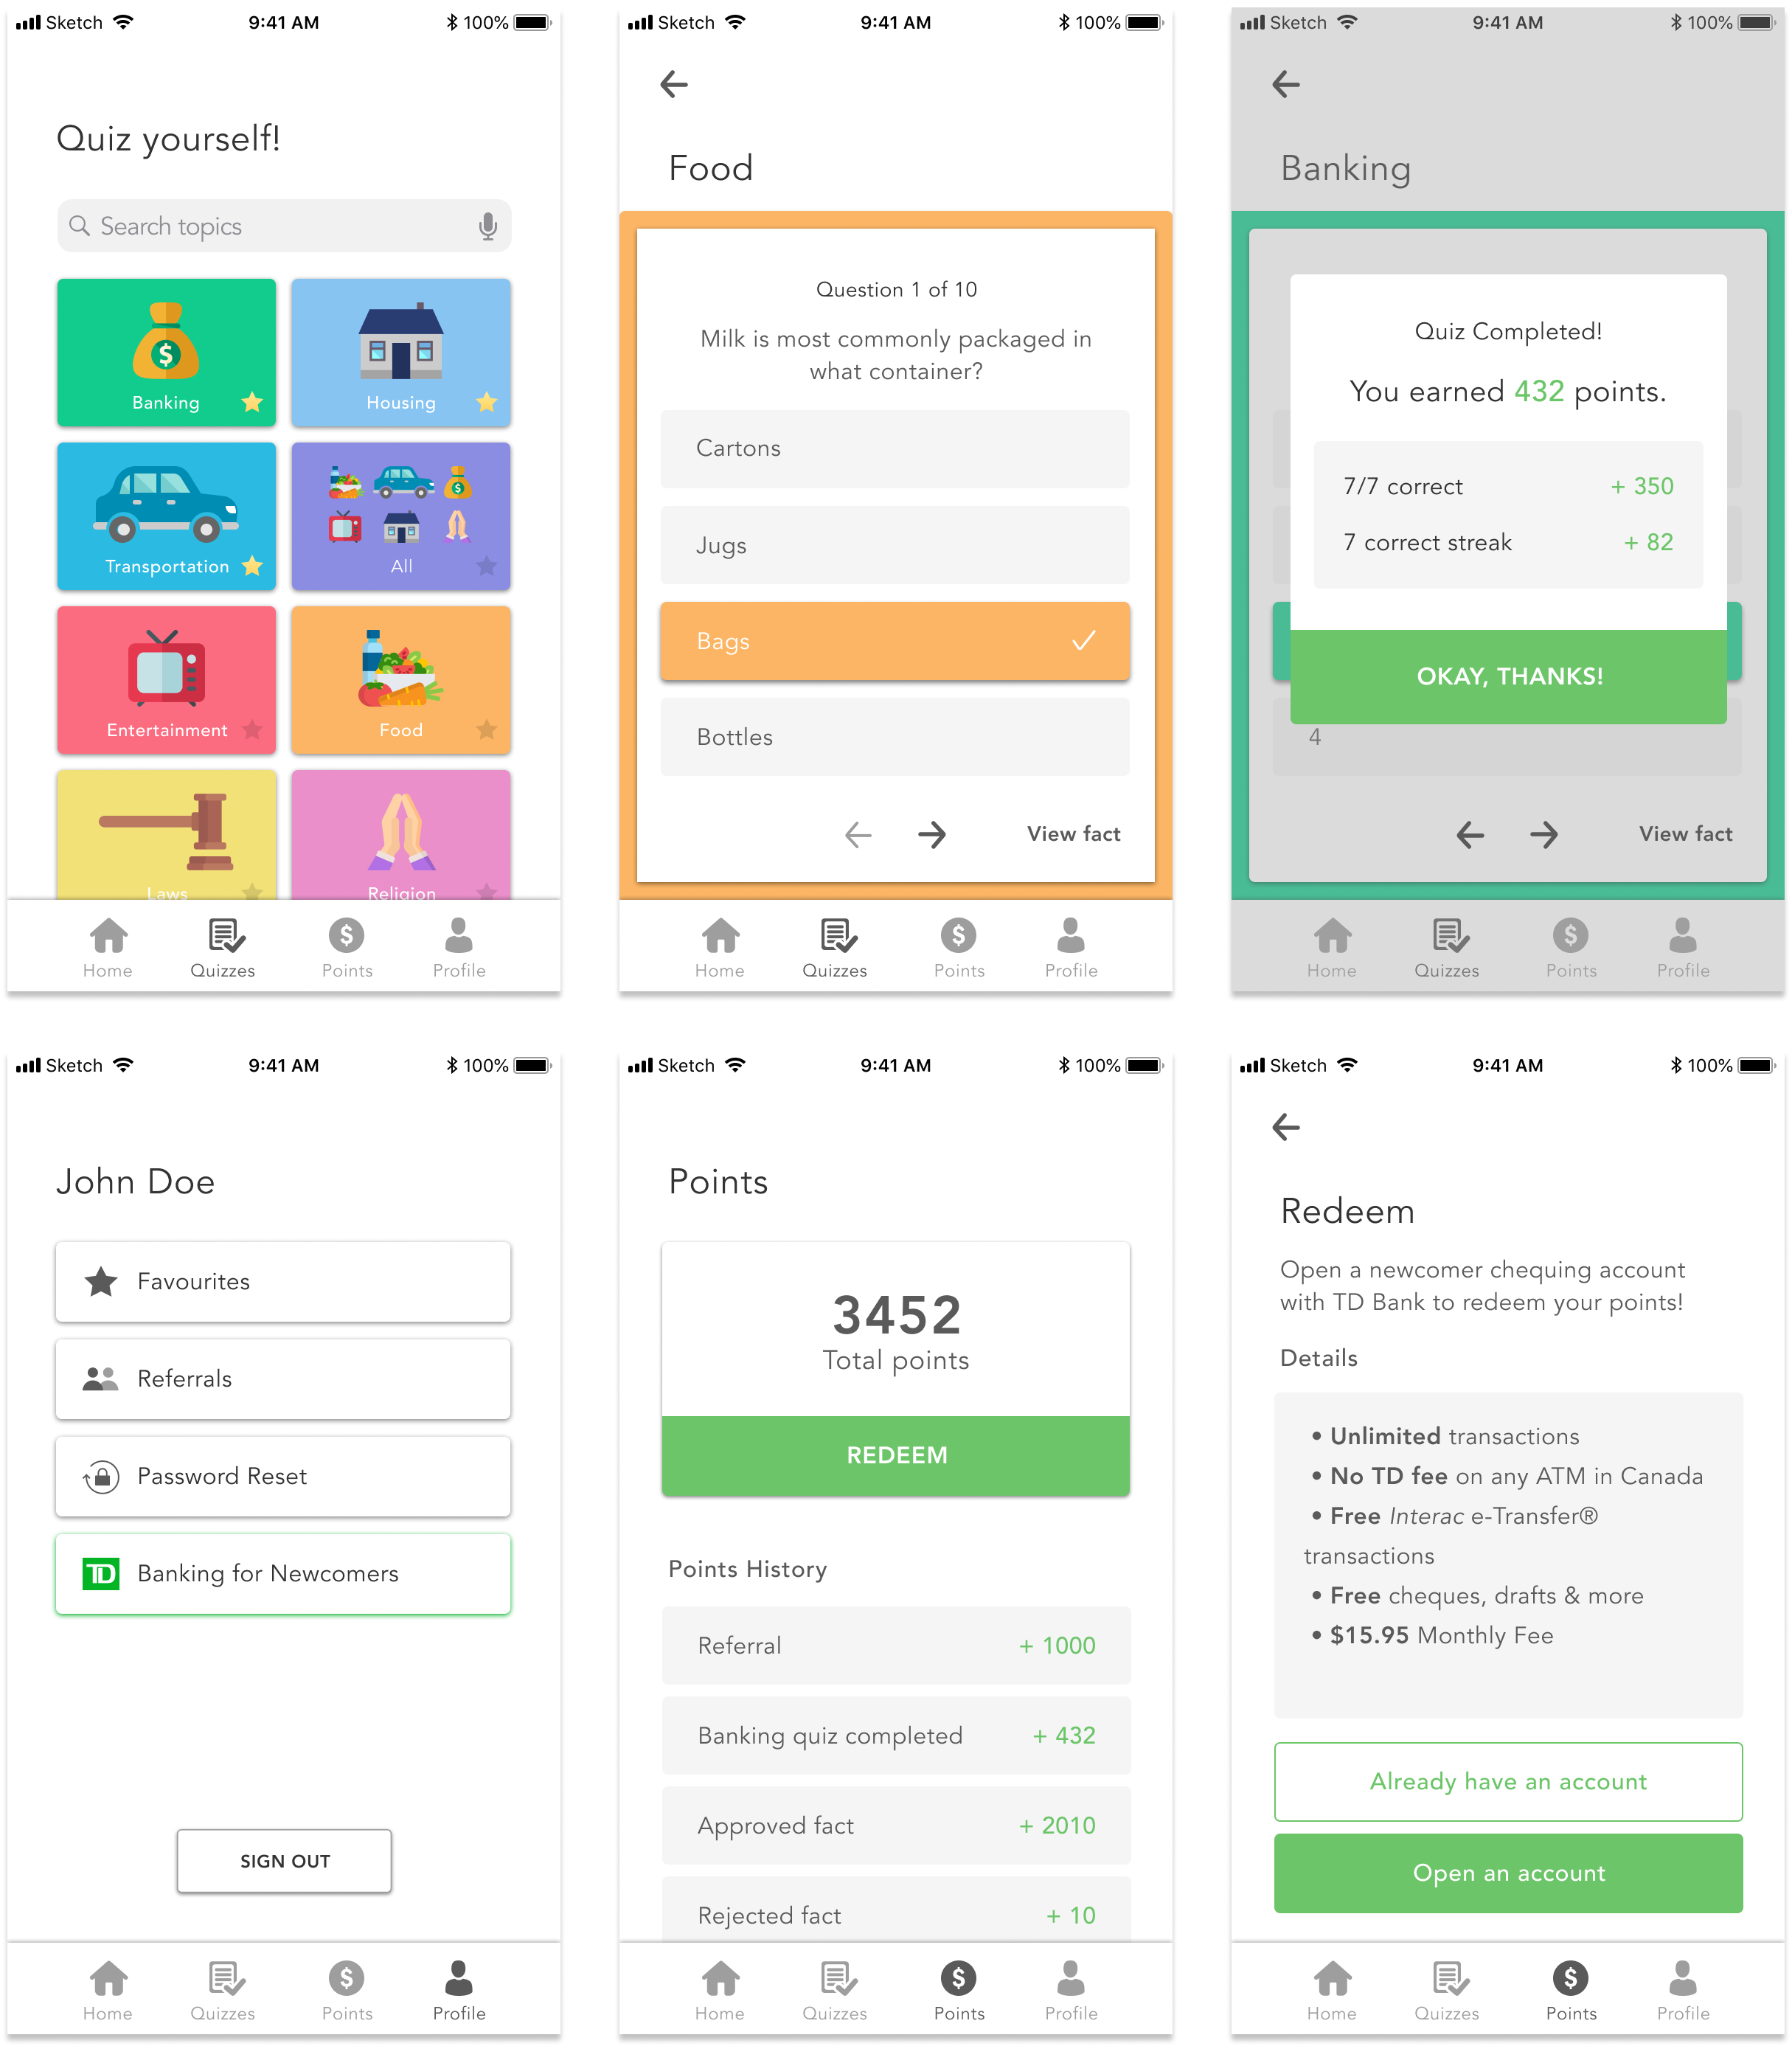 Sketch 9:41 AM 100%
Quiz yourself!
Search topics
$
Banking
Housing
Transportation
$
All
Entertainment
Food
Laws
Religion
$
Home
Quizzes
Points
Profile
Sketch 9:41 AM 100%
Food
Question 1 of 10
Milk is most commonly packaged in
what container?
Cartons
Jugs
Bags
Bottles
View fact
$
Home
Quizzes
Points
Profile
Sketch 9:41 AM 100%
Banking
Quiz Completed!
You earned 432 points.
7/7 correct + 350
7 correct streak + 82
OKAY, THANKS!
4
View fact
$
Home
Quizzes
Points
Profile
Sketch 9:41 AM 100%
John Doe
Favourites
Referrals
Password Reset
TD Banking for Newcomers
SIGN OUT
$
Home
Quizzes
Points
Profile
Sketch 9:41 AM 100%
Points
3452
Total points
REDEEM
Points History
Referral + 1000
Banking quiz completed + 432
Approved fact + 2010
Rejected fact + 10
$
Home
Quizzes
Points
Profile
Sketch 9:41 AM 100%
Redeem
Open a newcomer chequing account
with TD Bank to redeem your points!
Details
• Unlimited transactions
• No TD fee on any ATM in Canada
• Free Interac e-Transfer®
transactions
• Free cheques, drafts & more
• $15.95 Monthly Fee
Already have an account
Open an account
$
Home
Quizzes
Points
Profile